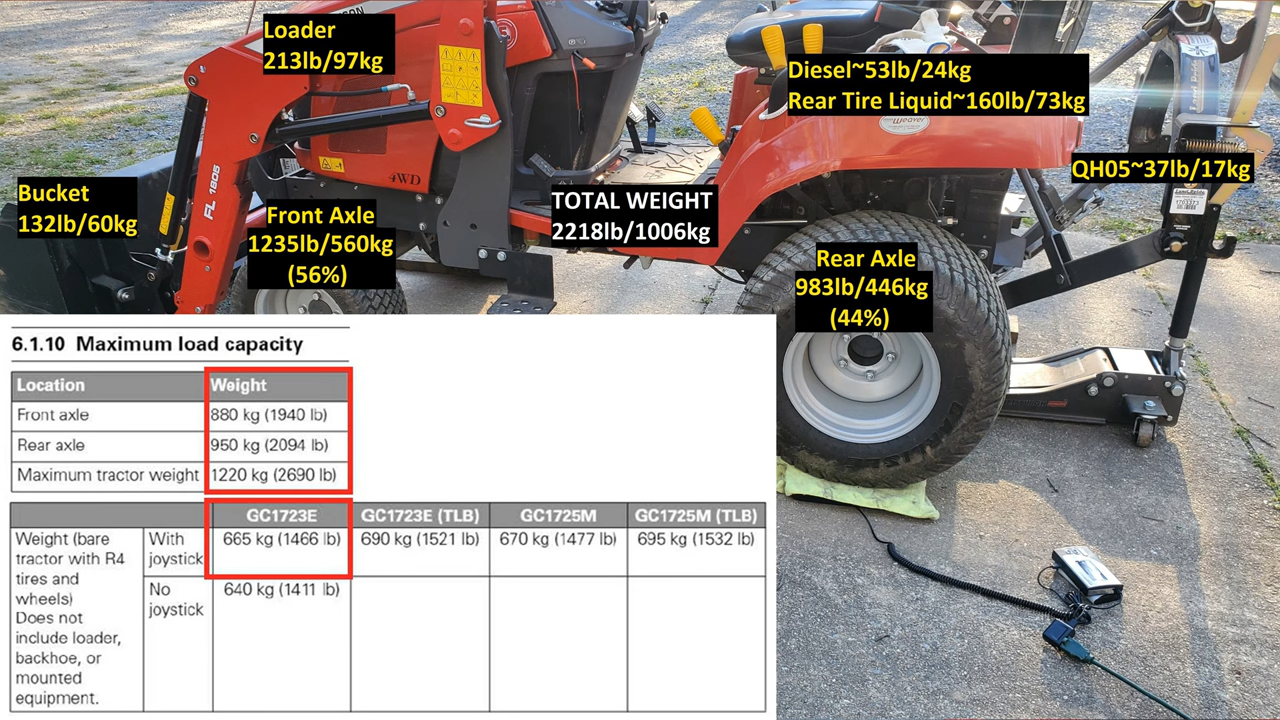 Loader
213lb/97kg
Diesel~53lb/24kg
Rear Tire Liquid~160lb/73kg
Weaver
QH05~37lb/17kg
4WD
FL 1805
Bucket
132lb/60kg
Front Axle
1235lb/560kg
(56%)
TOTAL WEIGHT
2218lb/1006kg
Rear Axle
983lb/446kg
(44%)
6.1.10 Maximum load capacity
Location Weight
Front axle 880 kg (1940 lb)
Rear axle 950 kg (2094 lb)
Maximum tractor weight 1220 kg (2690 lb)
GC1723E GC1723E (TLB) GC1725M GC1725M (TLB)
Weight (bare
tractor with R4
tires and
wheels)
Does not
include loader,
backhoe, or
mounted
equipment.
With
joystick
665 kg (1466 lb) 690 kg (1521 lb) 670 kg (1477 lb) 695 kg (1532 lb)
No
joystick
640 kg (1411 lb)